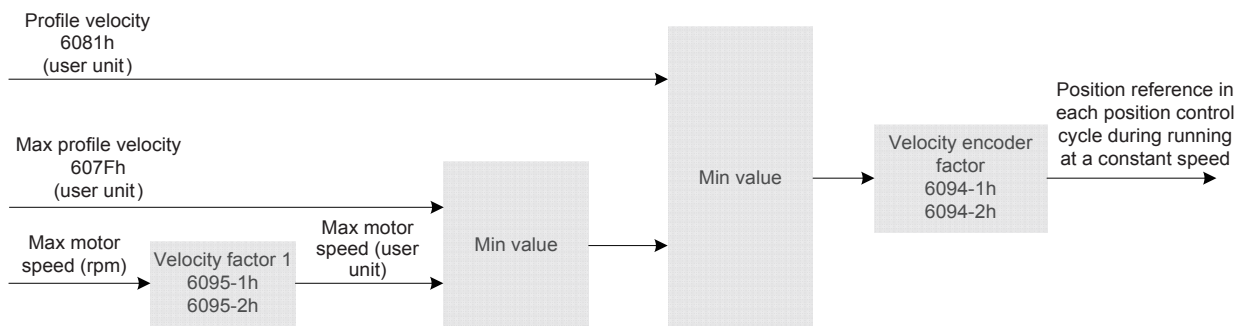 Profile velocity
6081h
(user unit)
Max profile velocity
607Fh
(user unit)
Max motor
speed (rpm)
Velocity factor 1
6095-1h
6095-2h
Max motor
speed (user
unit)
Min value
Min value
Velocity encoder
factor
6094-1h
6094-2h
Position reference in
each position control
cycle during running
at a constant speed